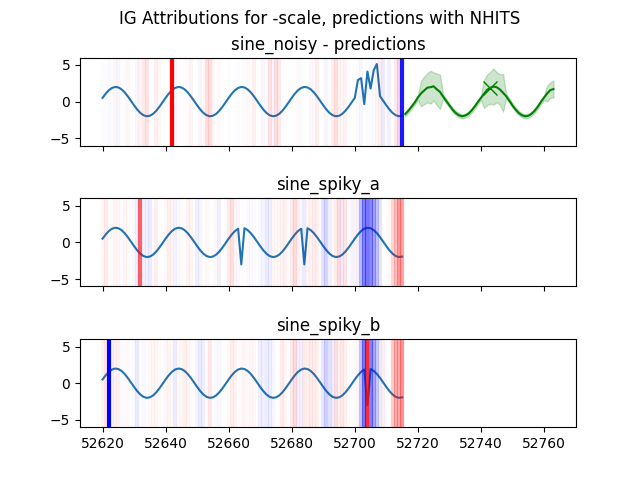 IG Attributions for -scale, predictions with NHITS
sine_noisy - predictions
5
0
−5
sine_spiky_a
5
0
−5
sine_spiky_b
5
0
−5
52620 52640 52660 52680 52700 52720 52740 52760